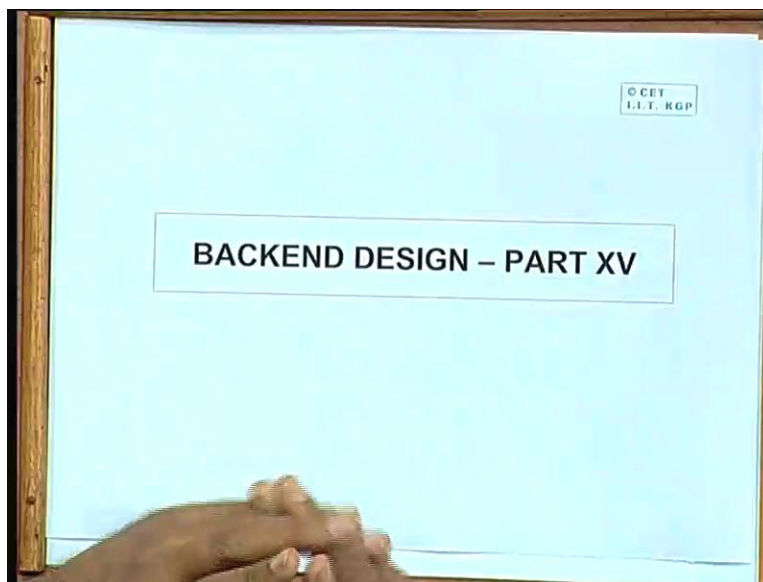 © CET
I.I.T. KGP
BACKEND DESIGN – PART XV